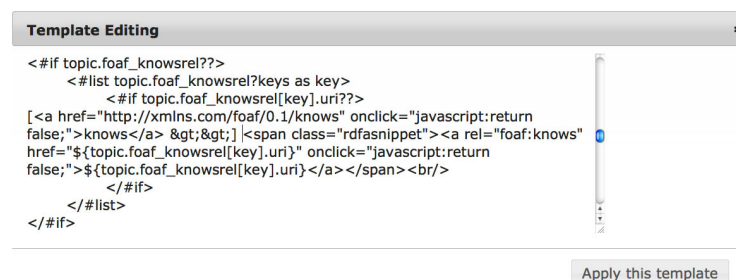 Template Editing
<#if topic.foaf_knowsrel??>
<#list topic.foaf_knowsrel?keys as key>
<#if topic.foaf_knowsrel[key].uri??>
[<a href="http://xmlns.com/foaf/0.1/knows" onclick="javascript:return
false;">knows</a> &gt;&gt;] <span class="rdfasnippet"><a rel="foaf:knows"
href="${topic.foaf_knowsrel[key].uri}" onclick="javascript:return
false;">${topic.foaf_knowsrel[key].uri}</a></span><br/>
</#if>
</#list>
</#if>
Apply this template